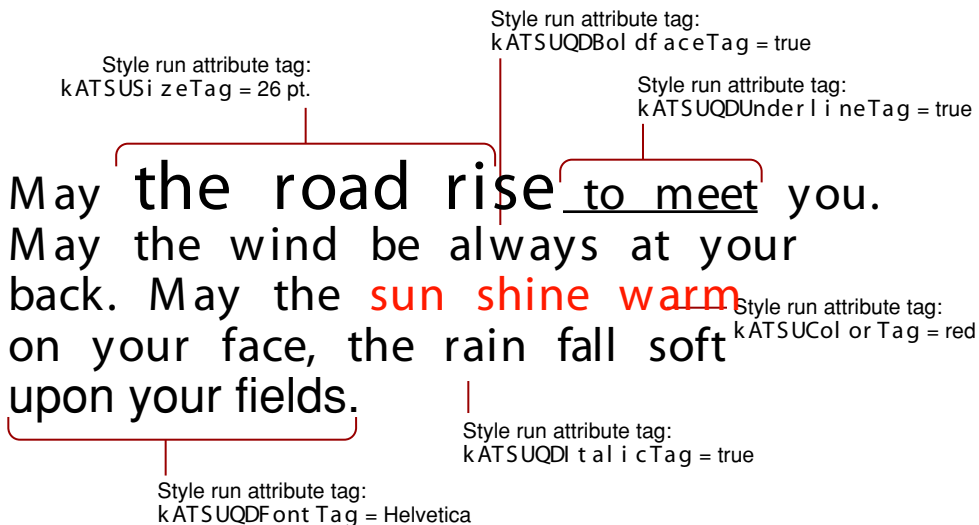 Style run attribute tag:
kATSUQDBoldfaceTag = true
Style run attribute tag:
kATSUSizeTag = 26 pt.
Style run attribute tag:
kATSUQDUnderlineTag = true
May the road rise to meet you.
May the wind be always at your
back. May the sun shine warm
on your face, the rain fall soft
upon your fields.
Style run attribute tag:
kATSUColorTag = red
Style run attribute tag:
kATSUQDItalicTag = true
Style run attribute tag:
kATSUQDFontTag = Helvetica